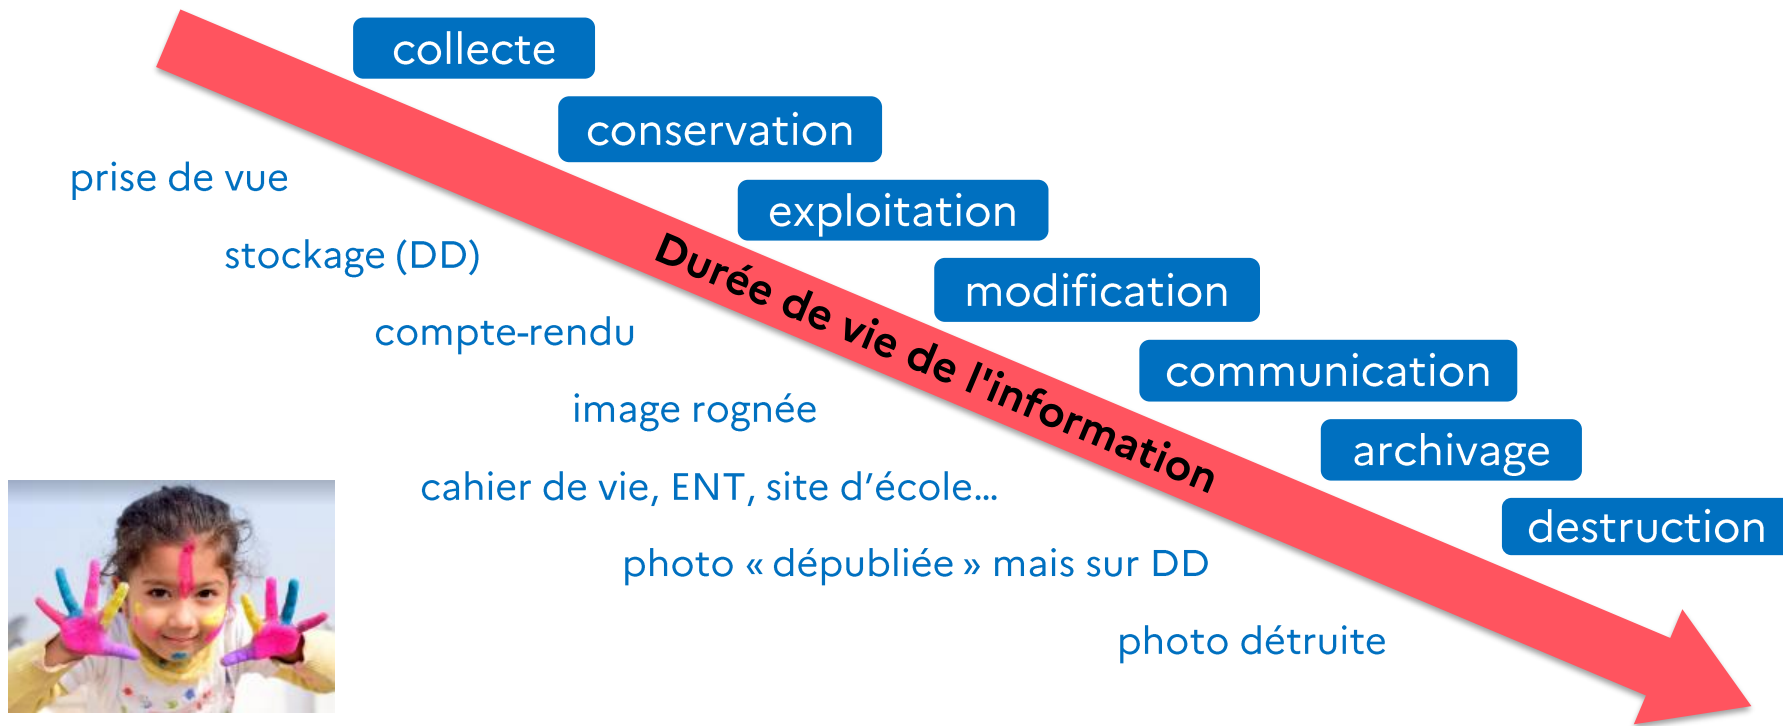 collecte
conservation
exploitation
modification
communication
archivage
destruction
Durée de vie de l'information
prise de vue
stockage (DD)
compte-rendu
image rognée
cahier de vie, ENT, site d’école...
photo « dépubliée » mais sur DD
photo détruite